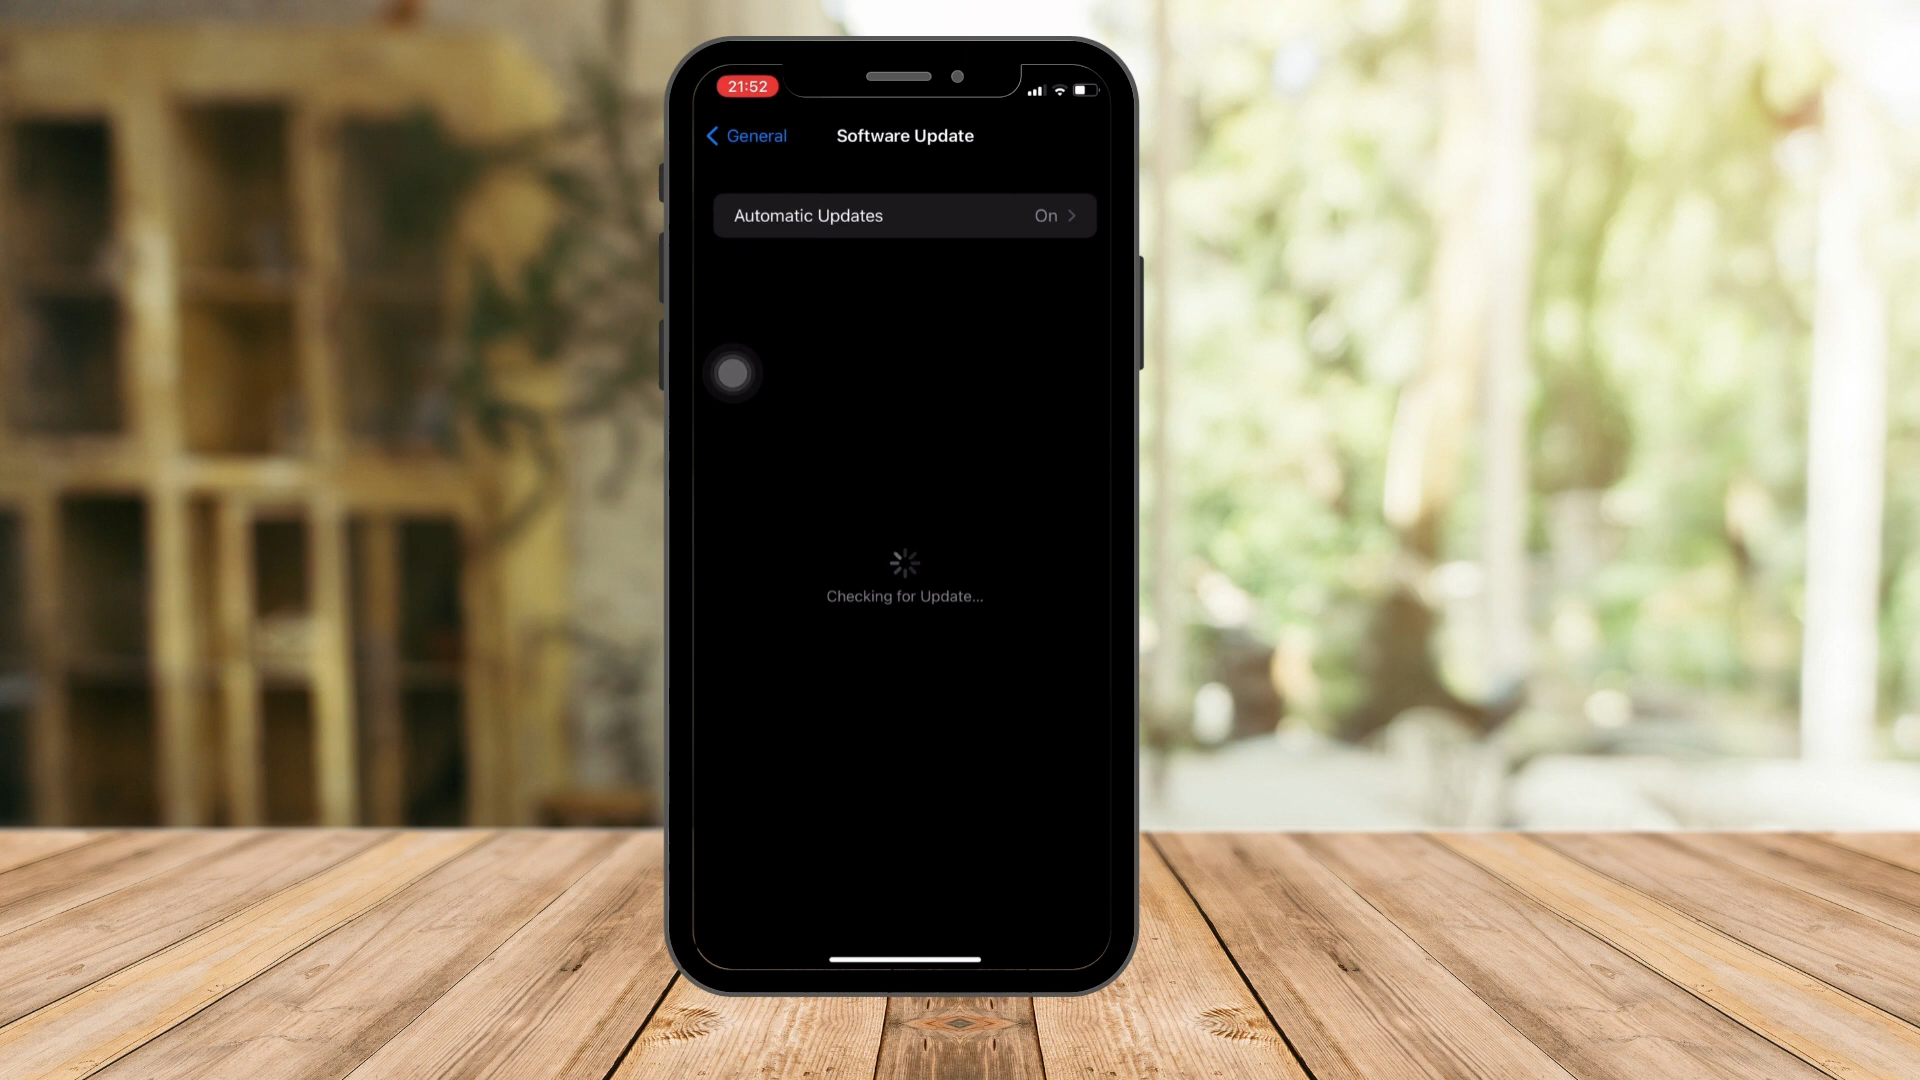 21:52
General
Software Update
Automatic Updates
On
Checking for Update...